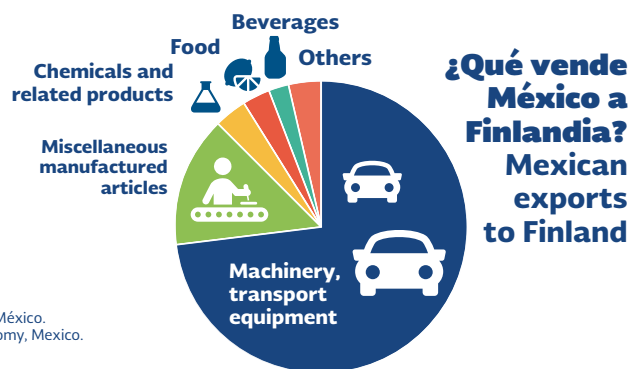 Beverages
Food
Others
Chemicals and
related products
Miscellaneous
manufactured
articles
Machinery,
transport
equipment
¿Qué vende
México a
Finlandia?
Mexican
exports
to Finland
México.
omy, Mexico.